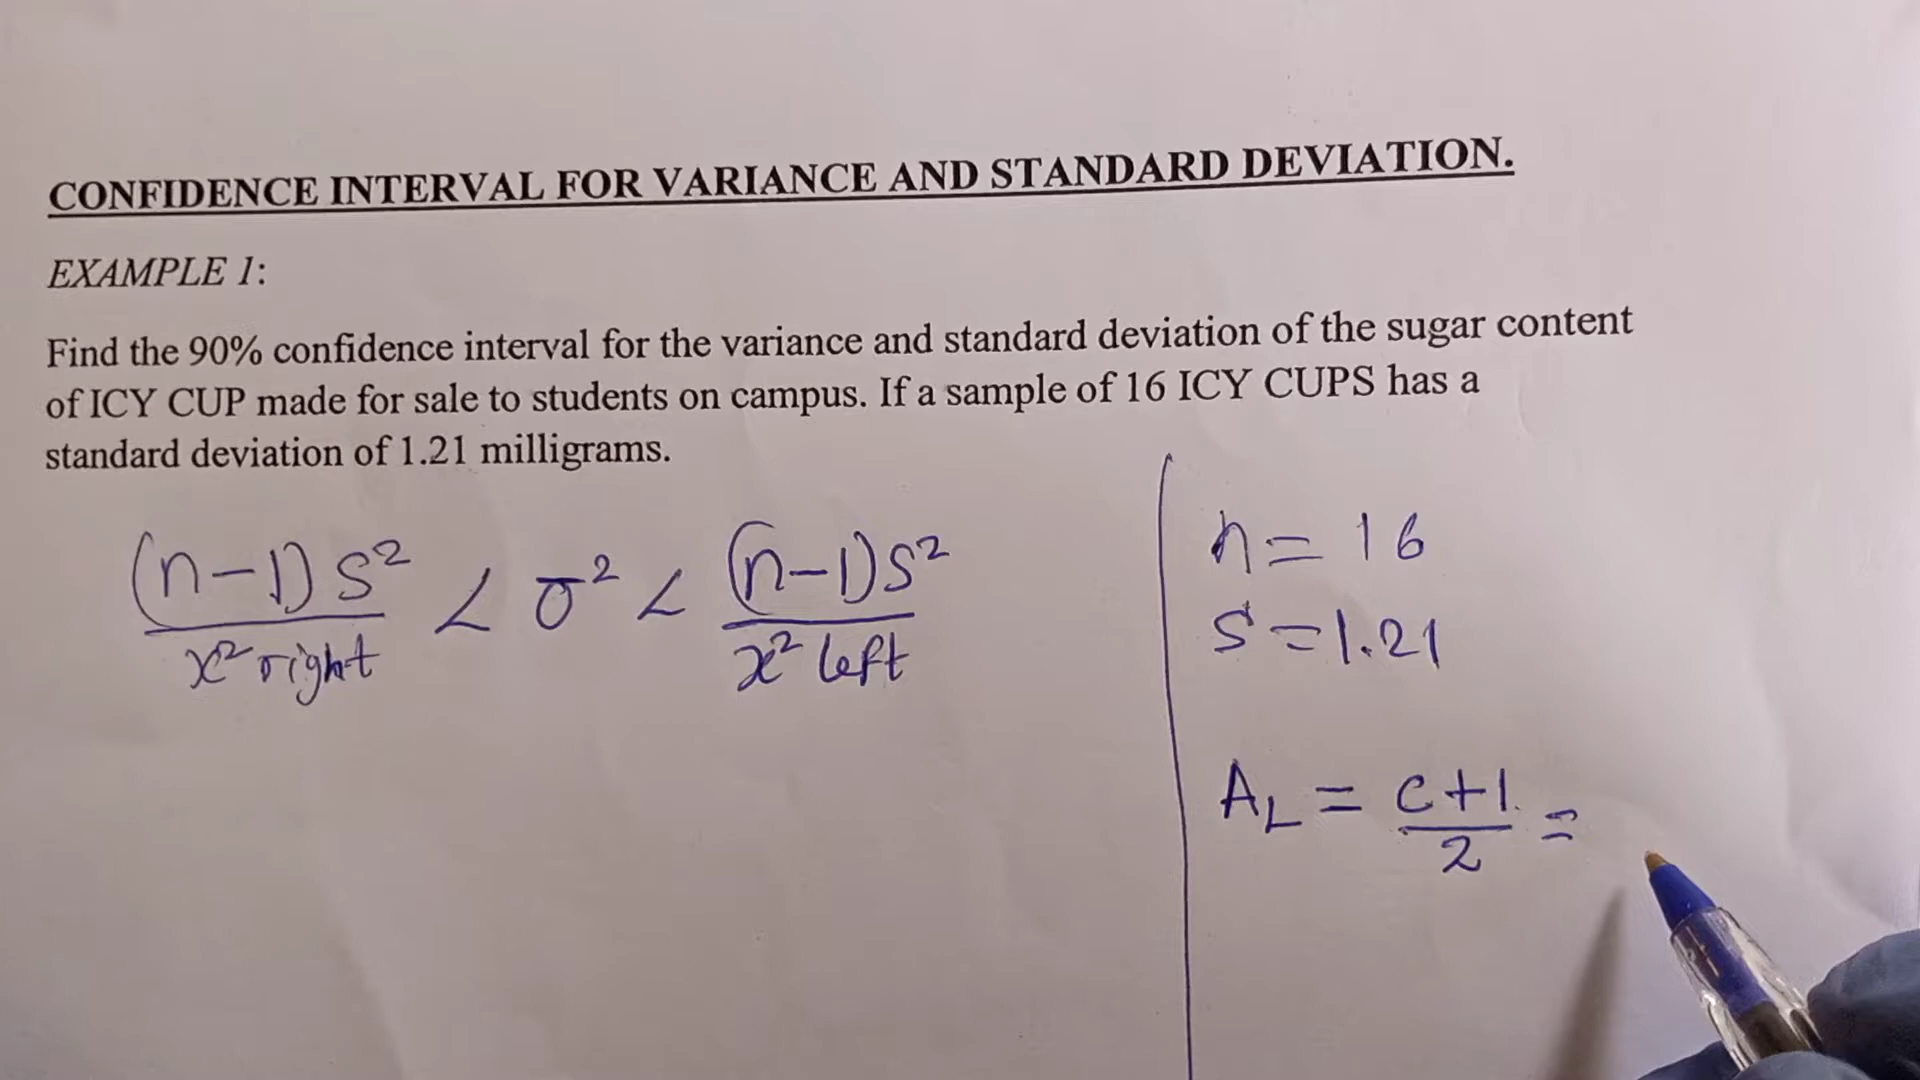 CONFIDENCE INTERVAL FOR VARIANCE AND STANDARD DEVIATION.
EXAMPLE 1:
Find the 90% confidence interval for the variance and standard deviation of the sugar content
of ICY CUP made for sale to students on campus. If a sample of 16 ICY CUPS has a
standard deviation of 1.21 milligrams.
(n-1)S² / x² right < σ² < (n-1)S² / x² left
n = 16
S = 1.21
A_L = C+1 / 2 =